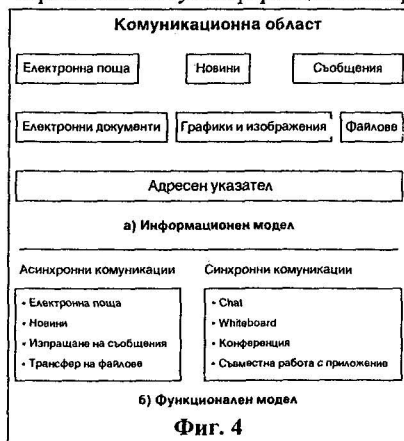 Комуникационна област
Електронна поща Новини Съобщения
Електронни документи Графики и изображения Файлове
Адресен указател
а) Информационен модел
Асинхронни комуникации Синхронни комуникации
• Електронна поща
• Новини
• Изпращане на съобщения
• Трансфер на файлове
• Chat
• Whiteboard
• Конференция
• Съвместна работа с приложение
б) Функционален модел
Фиг. 4